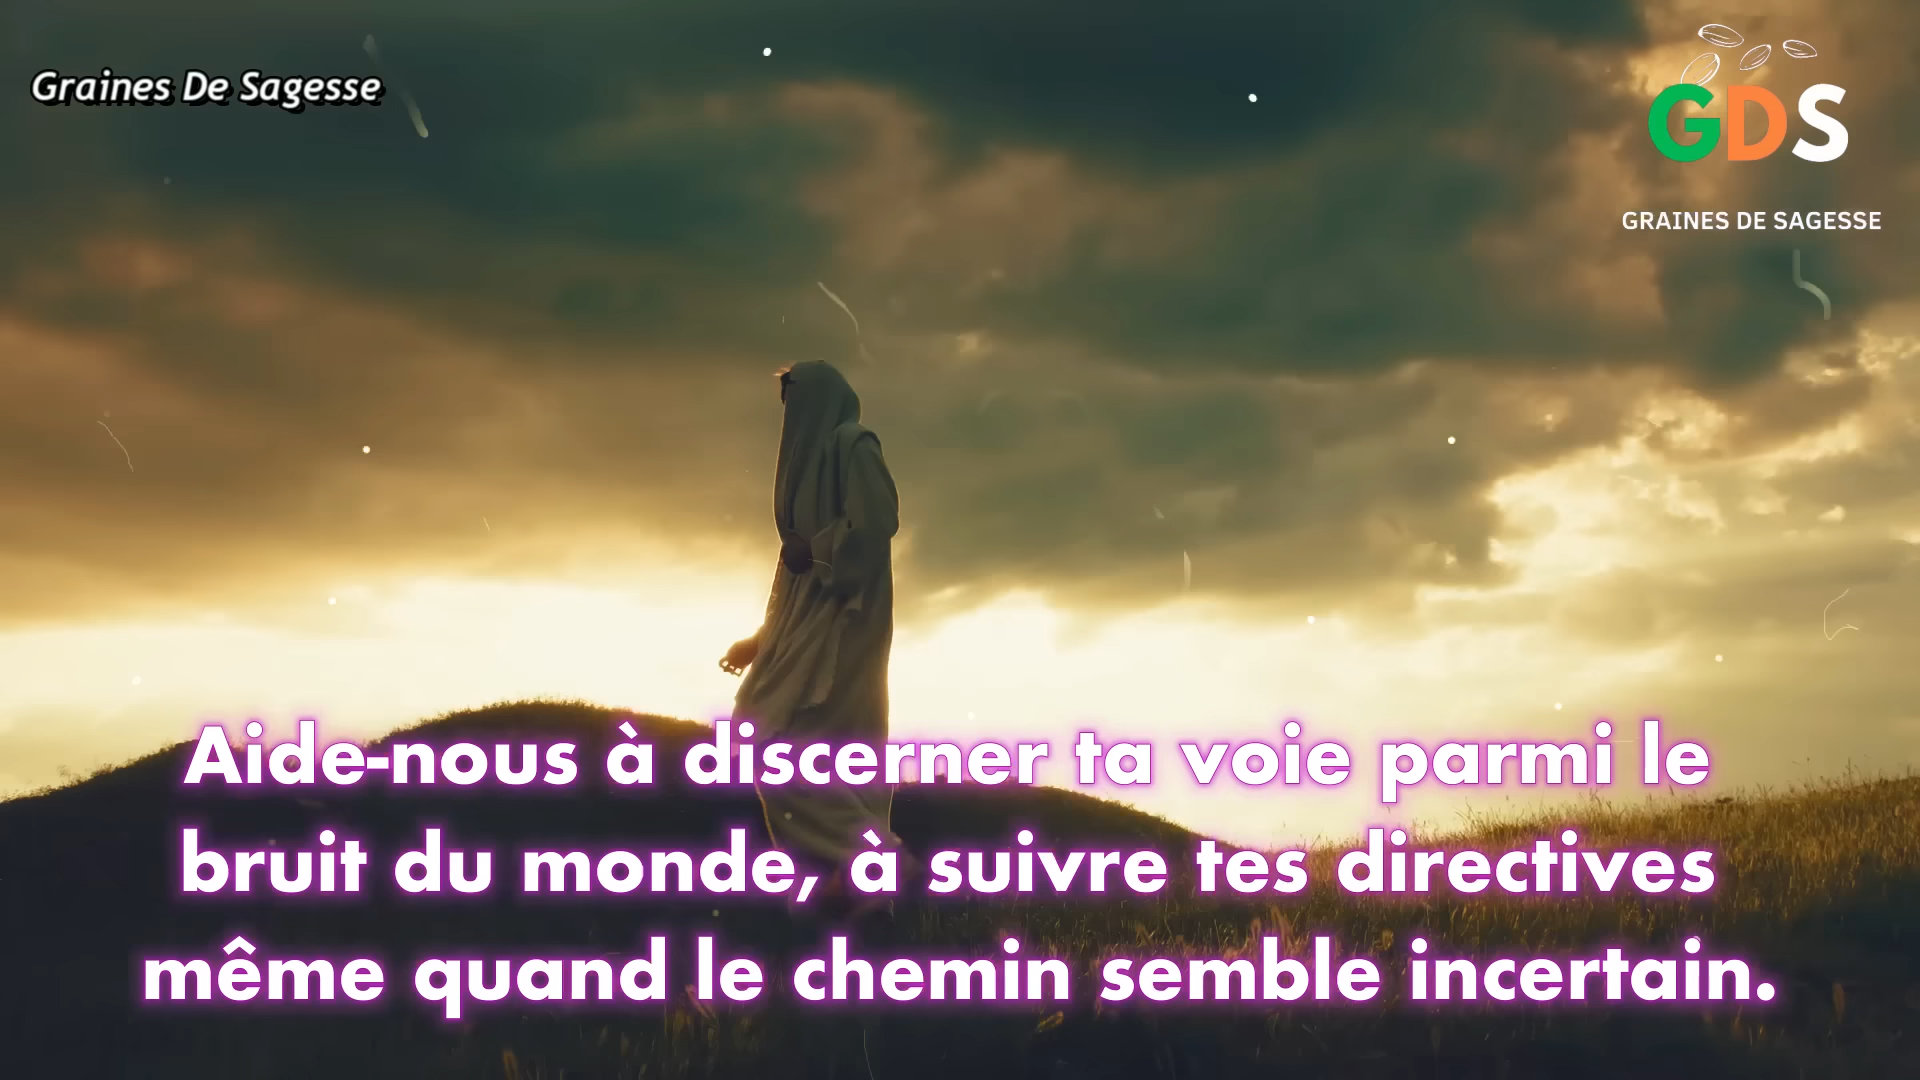 Graines De Sagesse
GDS
GRAINES DE SAGESSE
Aide-nous à discerner ta voie parmi le
bruit du monde, à suivre tes directives
même quand le chemin semble incertain.